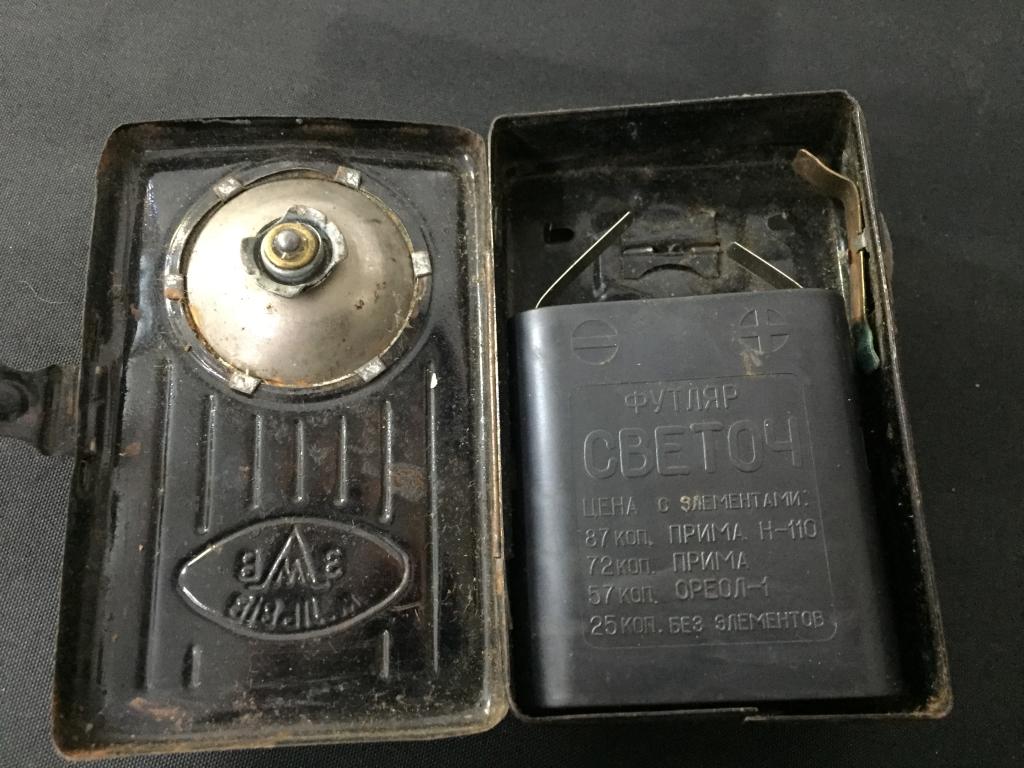 ФУТЛЯР
СВЕТОЧ
ЦЕНА С ЭЛЕМЕНТАМИ:
87 КОП. ПРИМА Н-110
72 КОП. ПРИМА
57 КОП. ОРЕОЛ-1
25 КОП. БЕЗ ЭЛЕМЕНТОВ